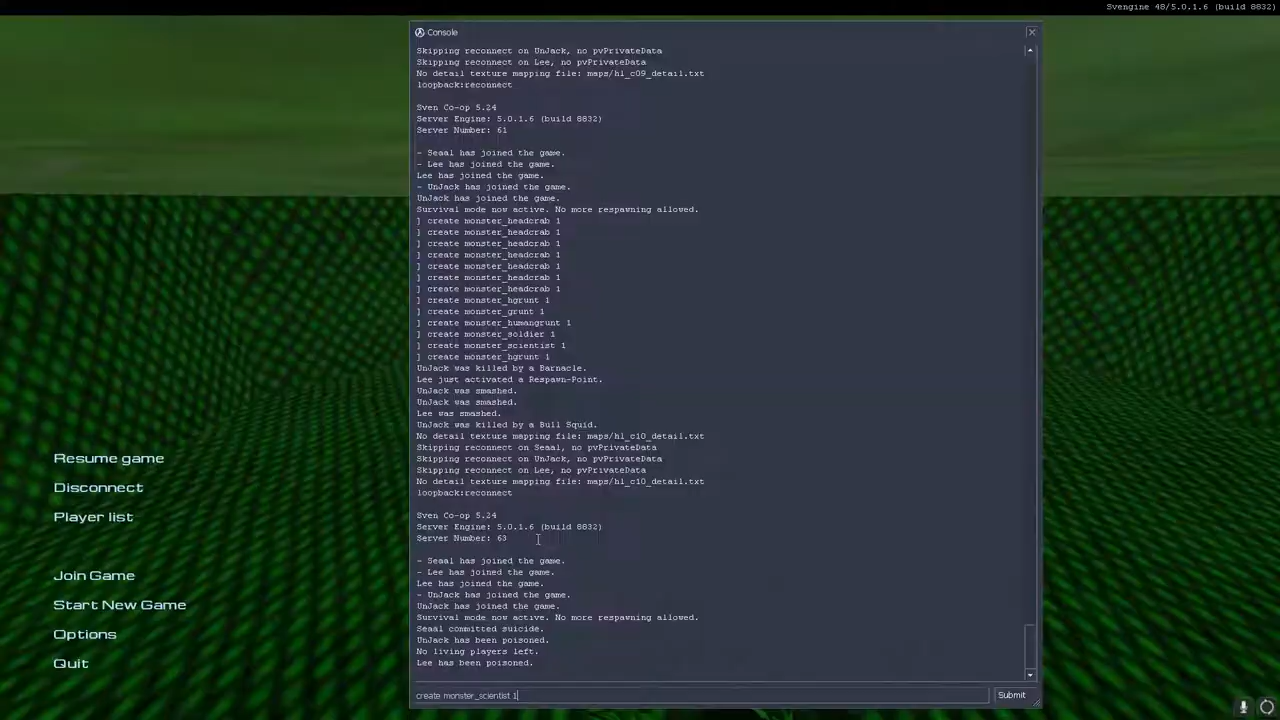 Svengine 48/5.0.1.6 (build 8832)
Console
Skipping reconnect on UnJack, no pvPrivateData
Skipping reconnect on Lee, no pvPrivateData
No detail texture mapping file: maps/hl_c09_detail.txt
loopback:reconnect
Sven Co-op 5.24
Server Engine: 5.0.1.6 (build 8832)
Server Number: 61
- Seaal has joined the game.
- Lee has joined the game.
Lee has joined the game.
- UnJack has joined the game.
UnJack has joined the game.
Survival mode now active. No more respawning allowed.
] create monster_headcrab 1
] create monster_headcrab 1
] create monster_headcrab 1
] create monster_headcrab 1
] create monster_headcrab 1
] create monster_headcrab 1
] create monster_headcrab 1
] create monster_hgrunt 1
] create monster_grunt 1
] create monster_humangrunt 1
] create monster_soldier 1
] create monster_scientist 1
] create monster_hgrunt 1
UnJack was killed by a Barnacle.
Lee just activated a Respawn-Point.
UnJack was smashed.
UnJack was smashed.
Lee was smashed.
UnJack was killed by a Bull Squid.
No detail texture mapping file: maps/hl_c10_detail.txt
Skipping reconnect on Seaal, no pvPrivateData
Skipping reconnect on UnJack, no pvPrivateData
Skipping reconnect on Lee, no pvPrivateData
No detail texture mapping file: maps/hl_c10_detail.txt
loopback:reconnect
Sven Co-op 5.24
Server Engine: 5.0.1.6 (build 8832)
Server Number: 63
- Seaal has joined the game.
- Lee has joined the game.
Lee has joined the game.
- UnJack has joined the game.
UnJack has joined the game.
Survival mode now active. No more respawning allowed.
Seaal committed suicide.
UnJack has been poisoned.
No living players left.
Lee has been poisoned.
create monster_scientist 1
Submit
Resume game
Disconnect
Player list
Join Game
Start New Game
Options
Quit